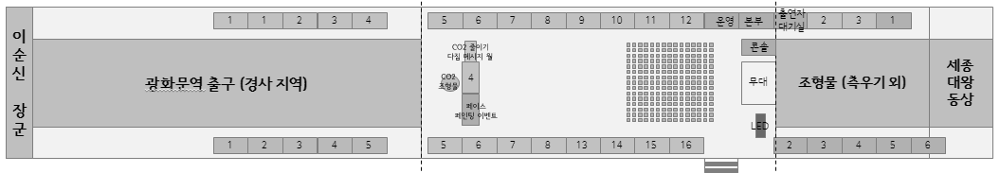 이
순
신
장
군
1 1 2 3 4
5 6 7 8 9 10 11 12 운영 본부
출연자
대기실
2 3 1
CO2 줄이기
다짐 메시지 월
CO2
조형물
4
페이스
페인팅 이벤트
광화문역 출구 (경사 지역)
콘솔
무대
LED
조형물 (측우기 외)
세종
대왕
동상
1 2 3 4 5
5 6 7 8 13 14 15 16
2 3 4 5 6